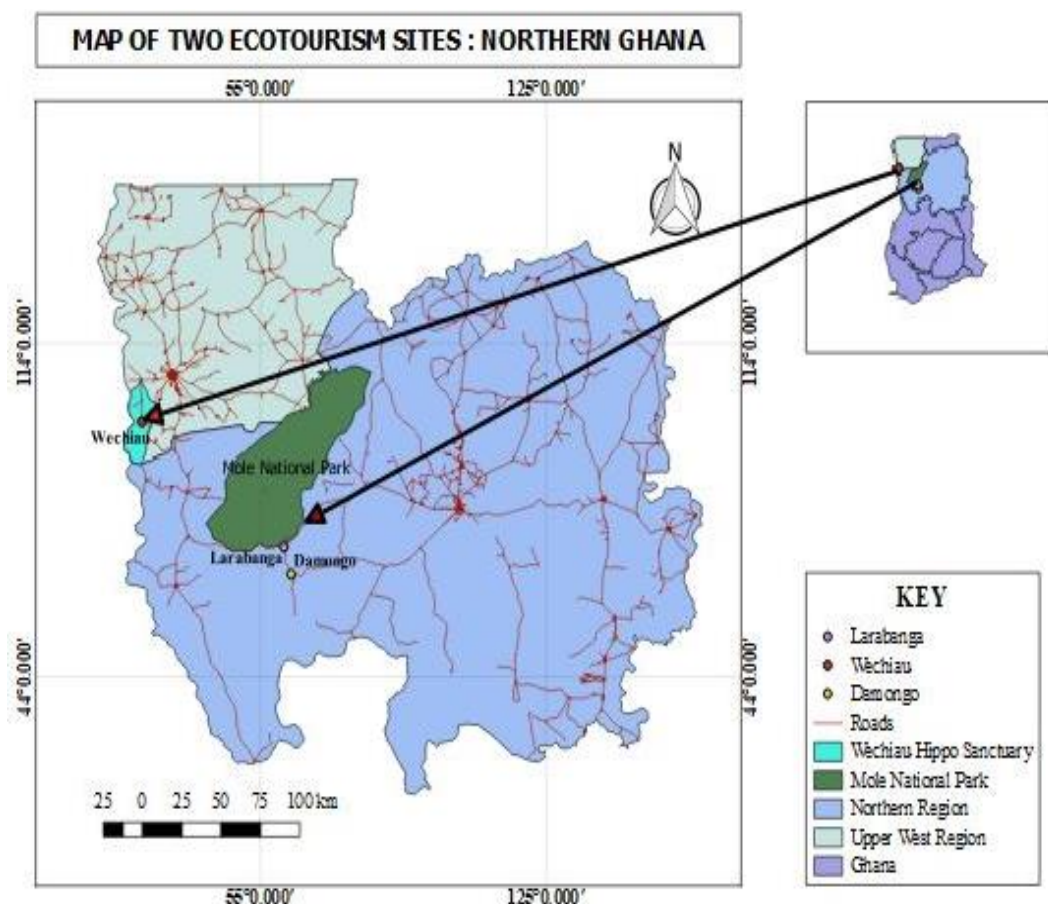 MAP OF TWO ECOTOURISM SITES : NORTHERN GHANA
55°0.000′ 125°0.000′
N
114°0.000′ 114°0.000′
Wechiau
Mole National Park
Larabanga Damongo
44°0.000′ 44°0.000′
25 0 25 50 75 100 km
55°0.000′ 125°0.000′
KEY
Larabanga
Wechiau
Damongo
Roads
Wechiau Hippo Sanctuary
Mole National Park
Northern Region
Upper West Region
Ghana